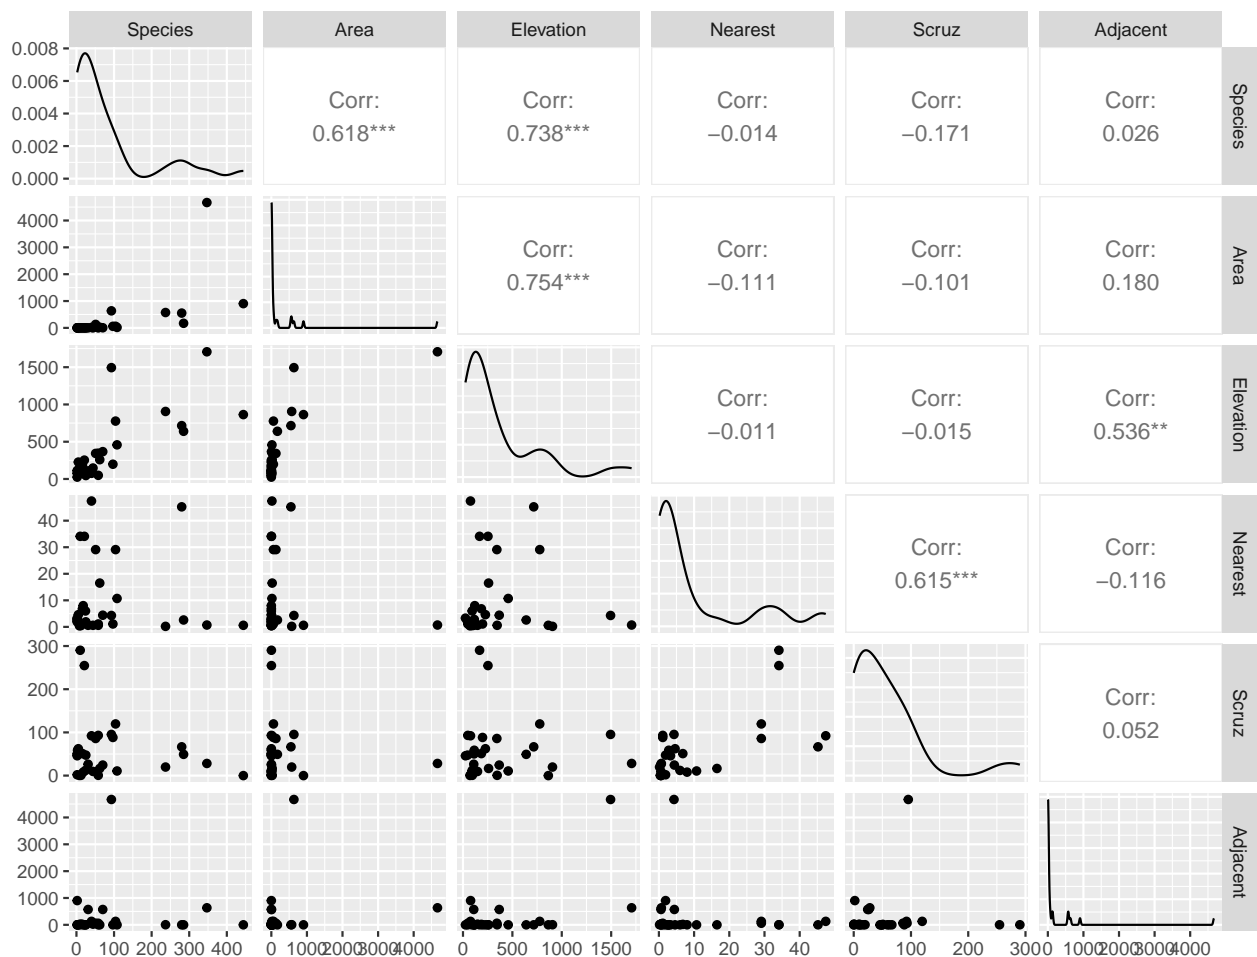 Species Area Elevation Nearest Scruz Adjacent
0.008
0.006
0.004
0.002
0.000
Corr:
0.618***
Corr:
0.738***
Corr:
−0.014
Corr:
−0.171
Corr:
0.026
Species
4000
3000
2000
1000
0
Corr:
0.754***
Corr:
−0.111
Corr:
−0.101
Corr:
0.180
Area
1500
1000
500
0
Corr:
−0.011
Corr:
−0.015
Corr:
0.536**
Elevation
40
30
20
10
0
Corr:
0.615***
Corr:
−0.116
Nearest
300
200
100
0
Corr:
0.052
Scruz
4000
3000
2000
1000
0
Adjacent
0 100 200 300 400 0 1000 2000 3000 4000 0 500 1000 1500 0 10 20 30 40 0 100 200 300 0 1000 2000 3000 4000